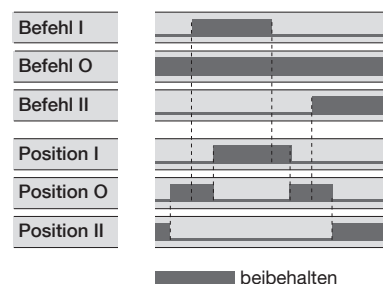 Befehl I
Befehl O
Befehl II
Position I
Position O
Position II
beibehalten